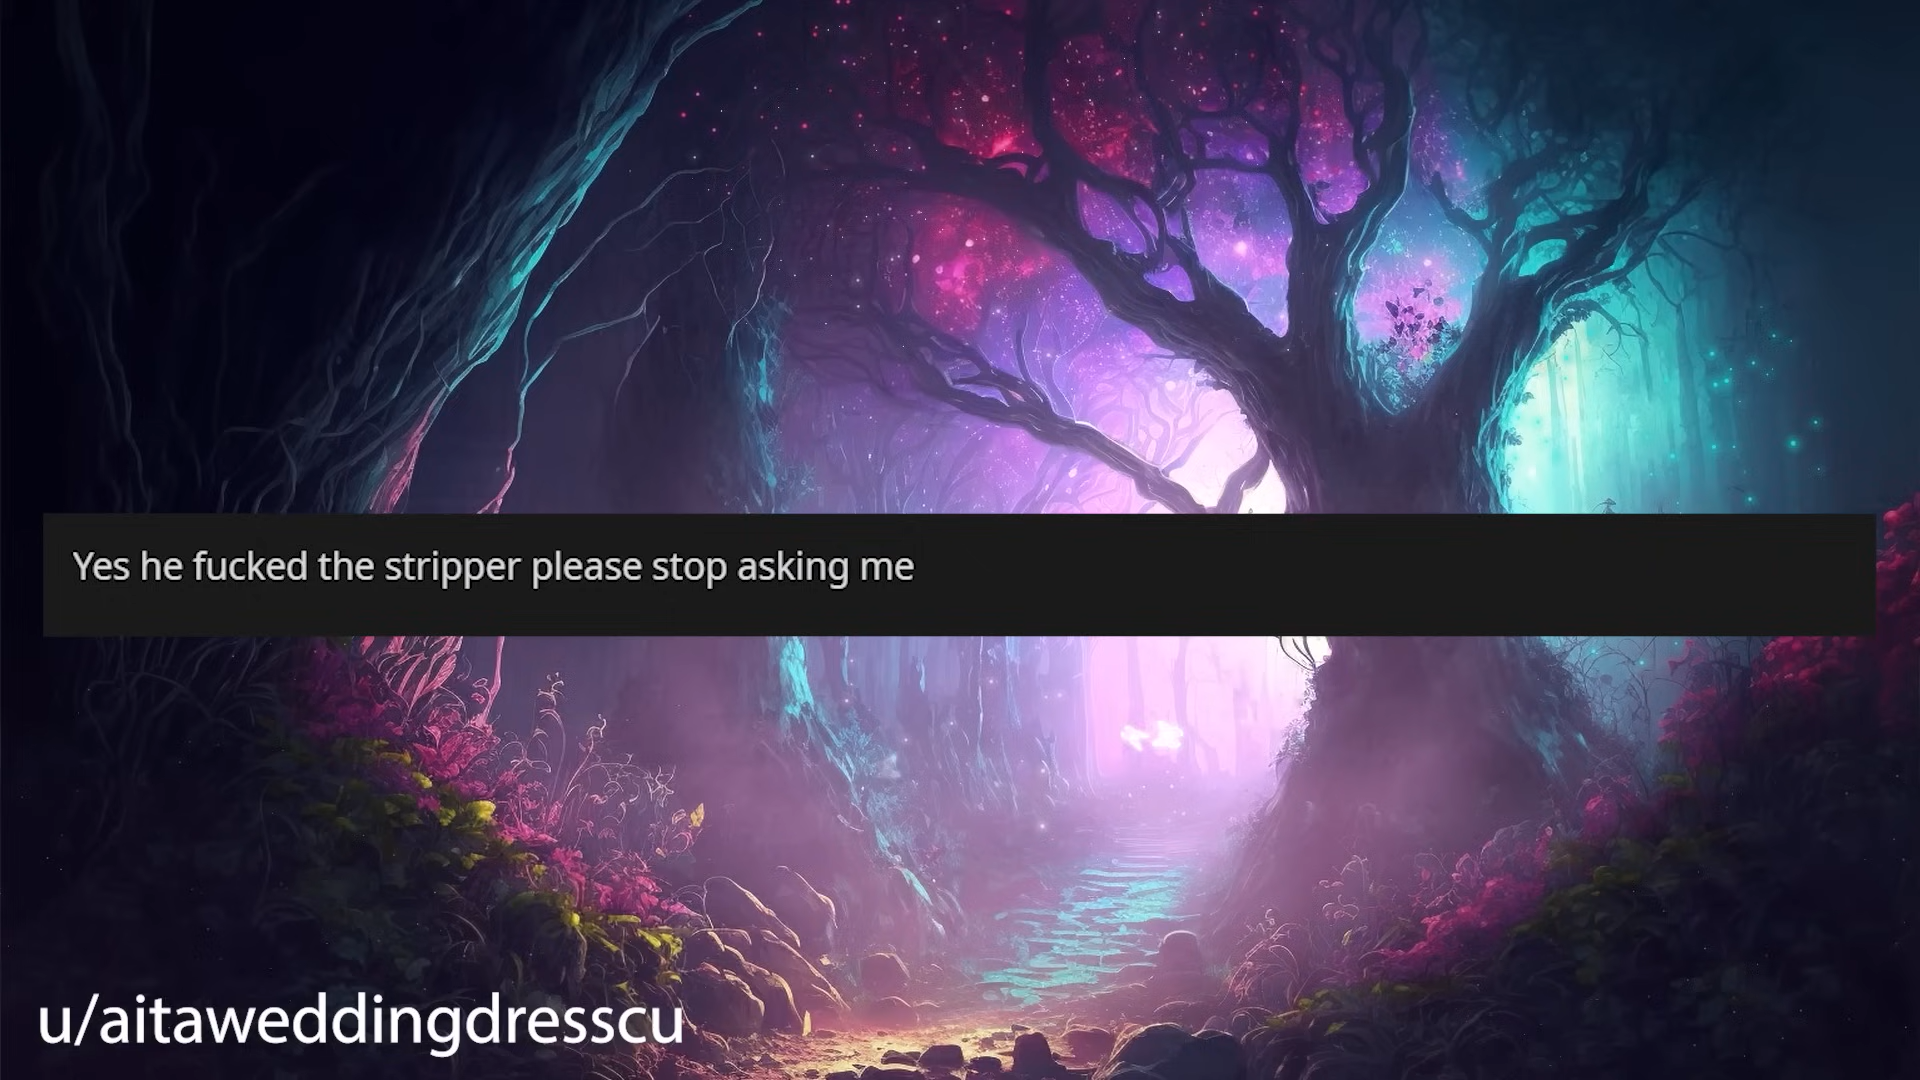 Yes he fucked the stripper please stop asking me
u/aitaweddingdresscu